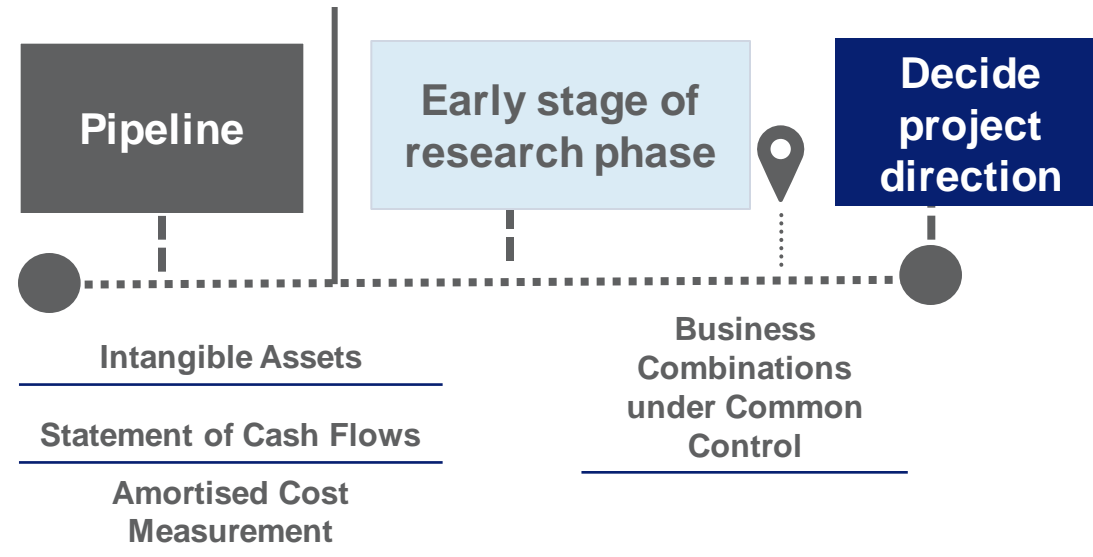 Pipeline
Early stage of
research phase
Decide
project
direction
Intangible Assets
Statement of Cash Flows
Amortised Cost
Measurement
Business
Combinations
under Common
Control